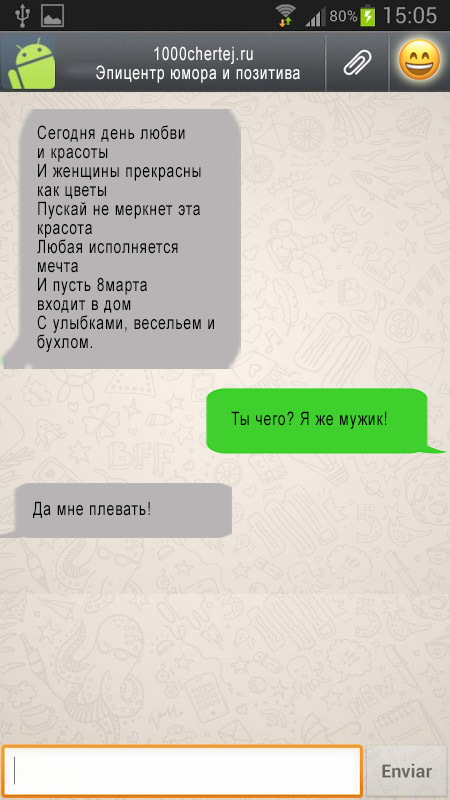 80% 15:05
1000chertej.ru
Эпицентр юмора и позитива
Сегодня день любви
и красоты
И женщины прекрасны
как цветы
Пускай не меркнет эта
красота
Любая исполняется
мечта
И пусть 8марта
входит в дом
С улыбками, весельем и
бухлом.
Ты чего? Я же мужик!
Да мне плевать!
BFF
Enviar